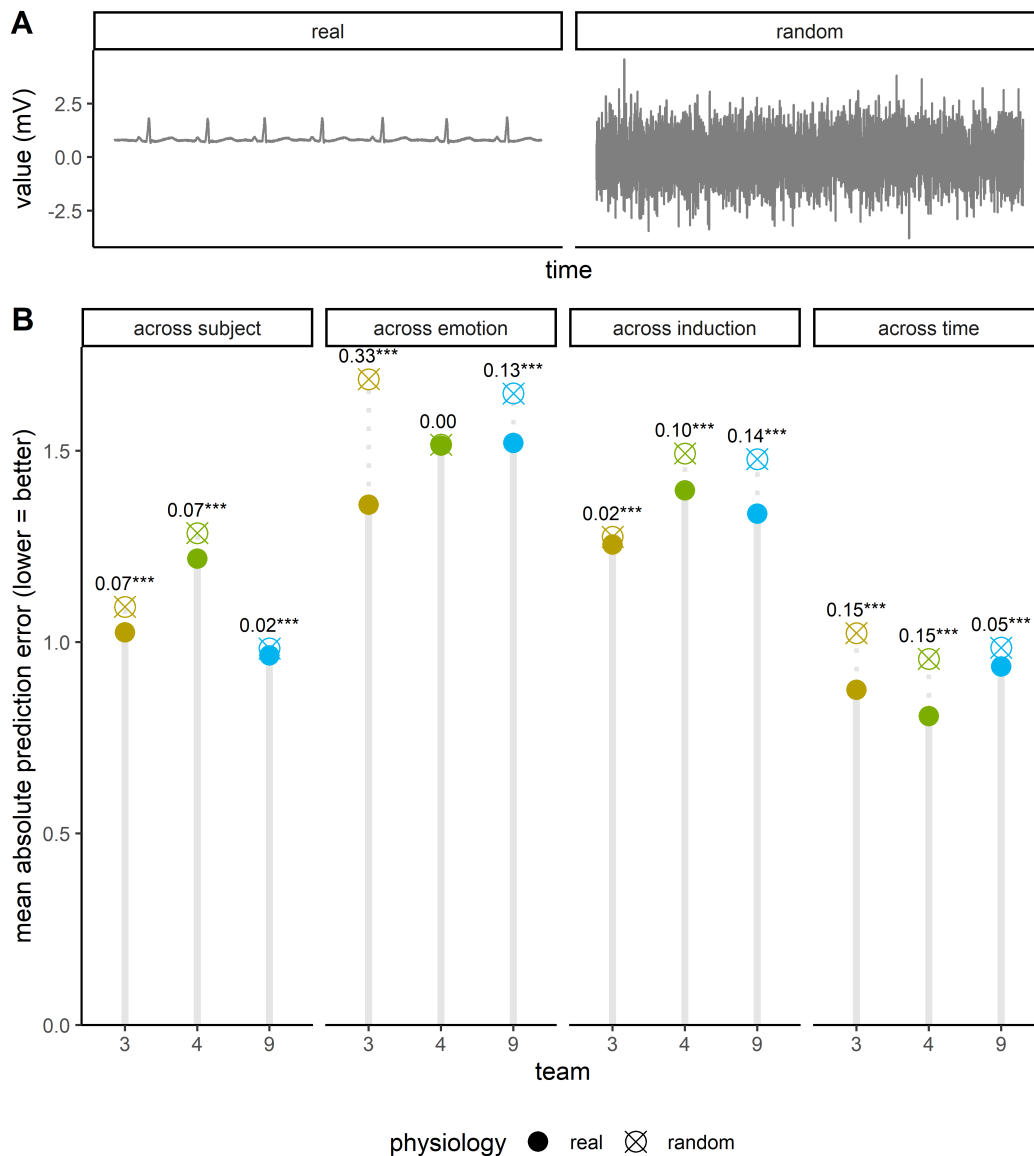 A
real
random
value (mV)
2.5
0.0
-2.5
time
B
across subject
across emotion
across induction
across time
mean absolute prediction error (lower = better)
1.5
1.0
0.5
0.0
0.07***
0.07***
0.02***
0.33***
0.00
0.13***
0.02***
0.10***
0.14***
0.15***
0.15***
0.05***
3 4 9
3 4 9
3 4 9
3 4 9
team
physiology real random